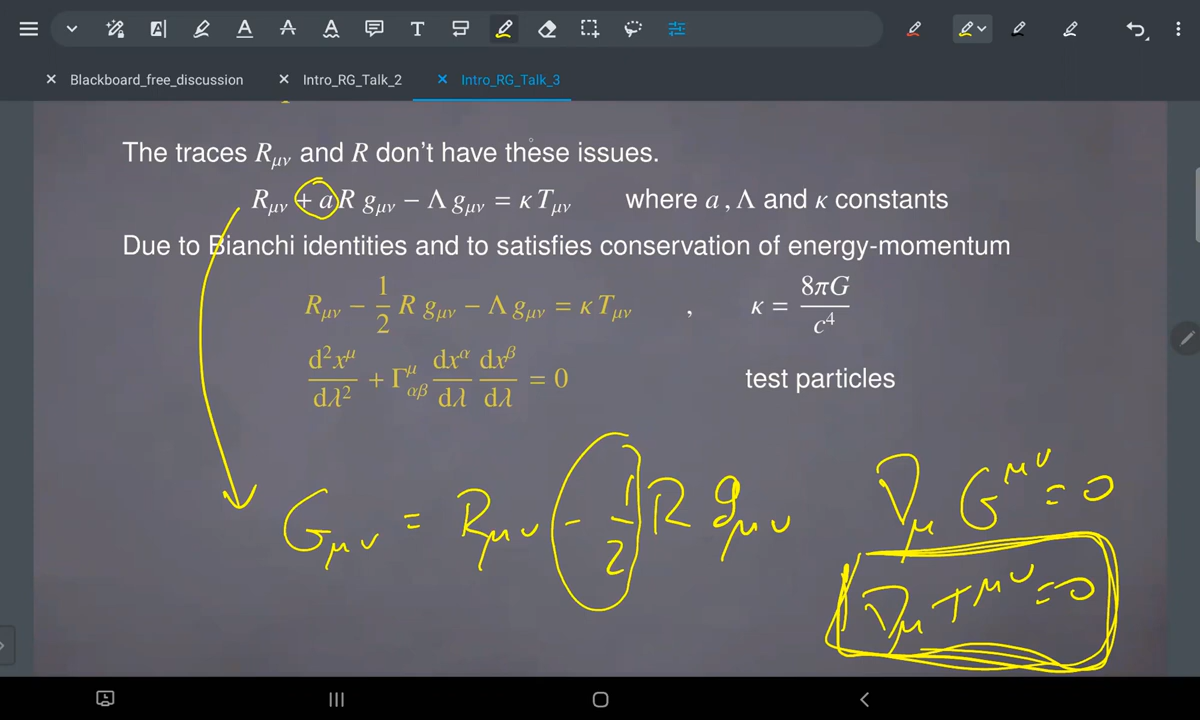 Blackboard_free_discussion Intro_RG_Talk_2 Intro_RG_Talk_3
The traces R_μν and R don't have these issues.
R_μν + a R g_μν − Λ g_μν = κ T_μν where a , Λ and κ constants
Due to Bianchi identities and to satisfies conservation of energy-momentum
R_μν − 1/2 R g_μν − Λ g_μν = κ T_μν , κ = 8πG/c⁴
d²x^μ/dλ² + Γ^μ_αβ dx^α/dλ dx^β/dλ = 0 test particles
G_μν = R_μν − 1/2 R g_μν
∇_μ G^μν = 0
∇_μ T^μν = 0